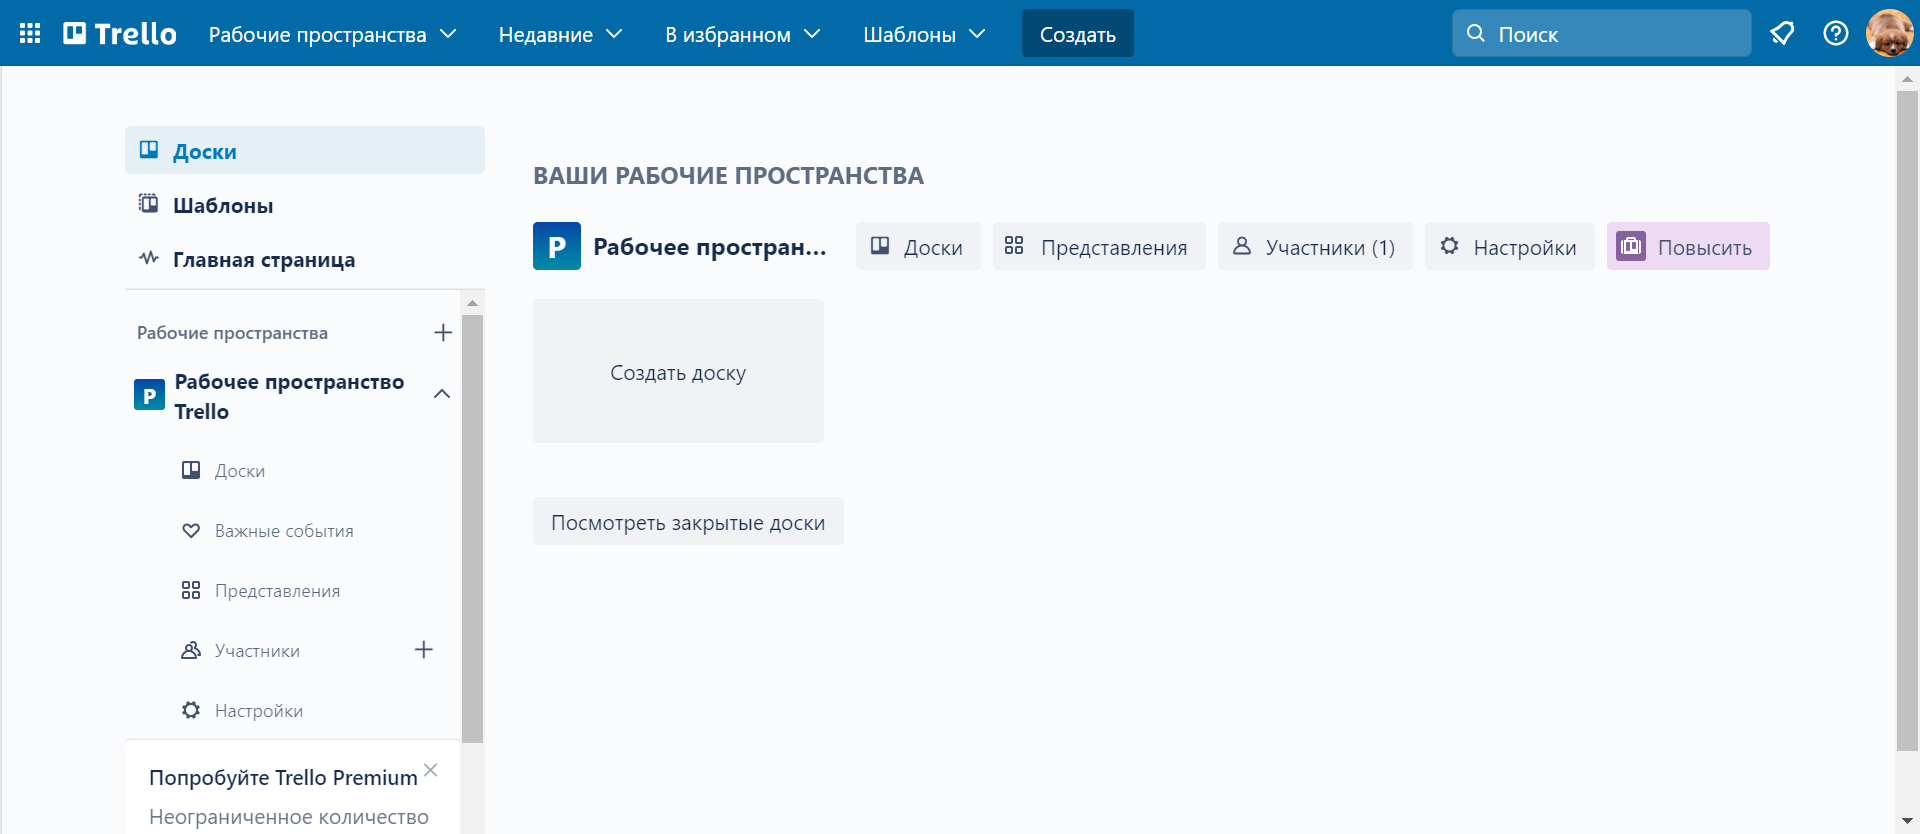 Trello
Рабочие пространства
Недавние
В избранном
Шаблоны
Создать
Поиск
Доски
Шаблоны
Главная страница
Рабочие пространства
Р
Рабочее пространство
Trello
Доски
Важные события
Представления
Участники
Настройки
Попробуйте Trello Premium
Неограниченное количество
ВАШИ РАБОЧИЕ ПРОСТРАНСТВА
Р
Рабочее простран...
Доски
Представления
Участники (1)
Настройки
Повысить
Создать доску
Посмотреть закрытые доски